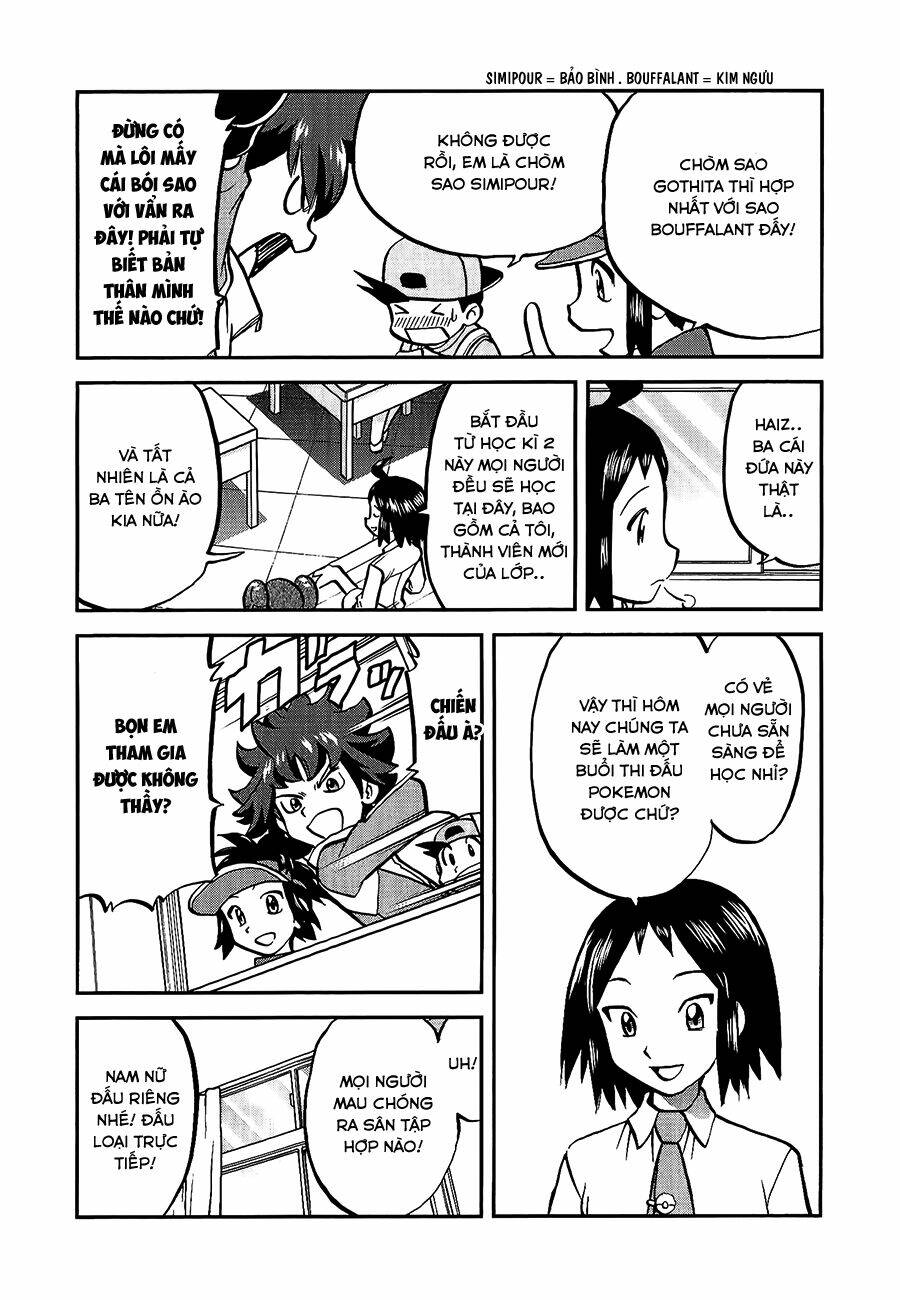 SIMIPOUR = BẢO BÌNH . BOUFFALANT = KIM NGƯU
CHÒM SAO
GOTHITA THÌ HỢP
NHẤT VỚI SAO
BOUFFALANT ĐẤY!
KHÔNG ĐƯỢC
RỒI, EM LÀ CHÒM
SAO SIMIPOUR!
ĐỪNG CÓ
MÀ LÔI MẤY
CÁI BÓI SAO
VỚI VẨN RA
ĐÂY! PHẢI TỰ
BIẾT BẢN
THÂN MÌNH
THẾ NÀO CHỨ!
HAIZ..
BA CÁI
ĐỨA NÀY
THẬT
LÀ..
BẮT ĐẦU
TỪ HỌC KÌ 2
NÀY MỌI NGƯỜI
ĐỀU SẼ HỌC
TẠI ĐÂY, BAO
GỒM CẢ TÔI,
THÀNH VIÊN MỚI
CỦA LỚP..
VÀ TẤT
NHIÊN LÀ CẢ
BA TÊN ỒN ÀO
KIA NỮA!
CÓ VẺ
MỌI NGƯỜI
CHƯA SẴN
SÀNG ĐỂ
HỌC NHỈ?
VẬY THÌ HÔM
NAY CHÚNG TA
SẼ LÀM MỘT
BUỔI THI ĐẤU
POKEMON
ĐƯỢC CHỨ?
CHIẾN
ĐẤU À?
ガラッ
BỌN EM
THAM GIA
ĐƯỢC KHÔNG
THẦY?
UH!
MỌI NGƯỜI
MAU CHÓNG
RA SÂN TẬP
HỢP NÀO!
NAM NỮ
ĐẤU RIÊNG
NHÉ! ĐẤU
LOẠI TRỰC
TIẾP!